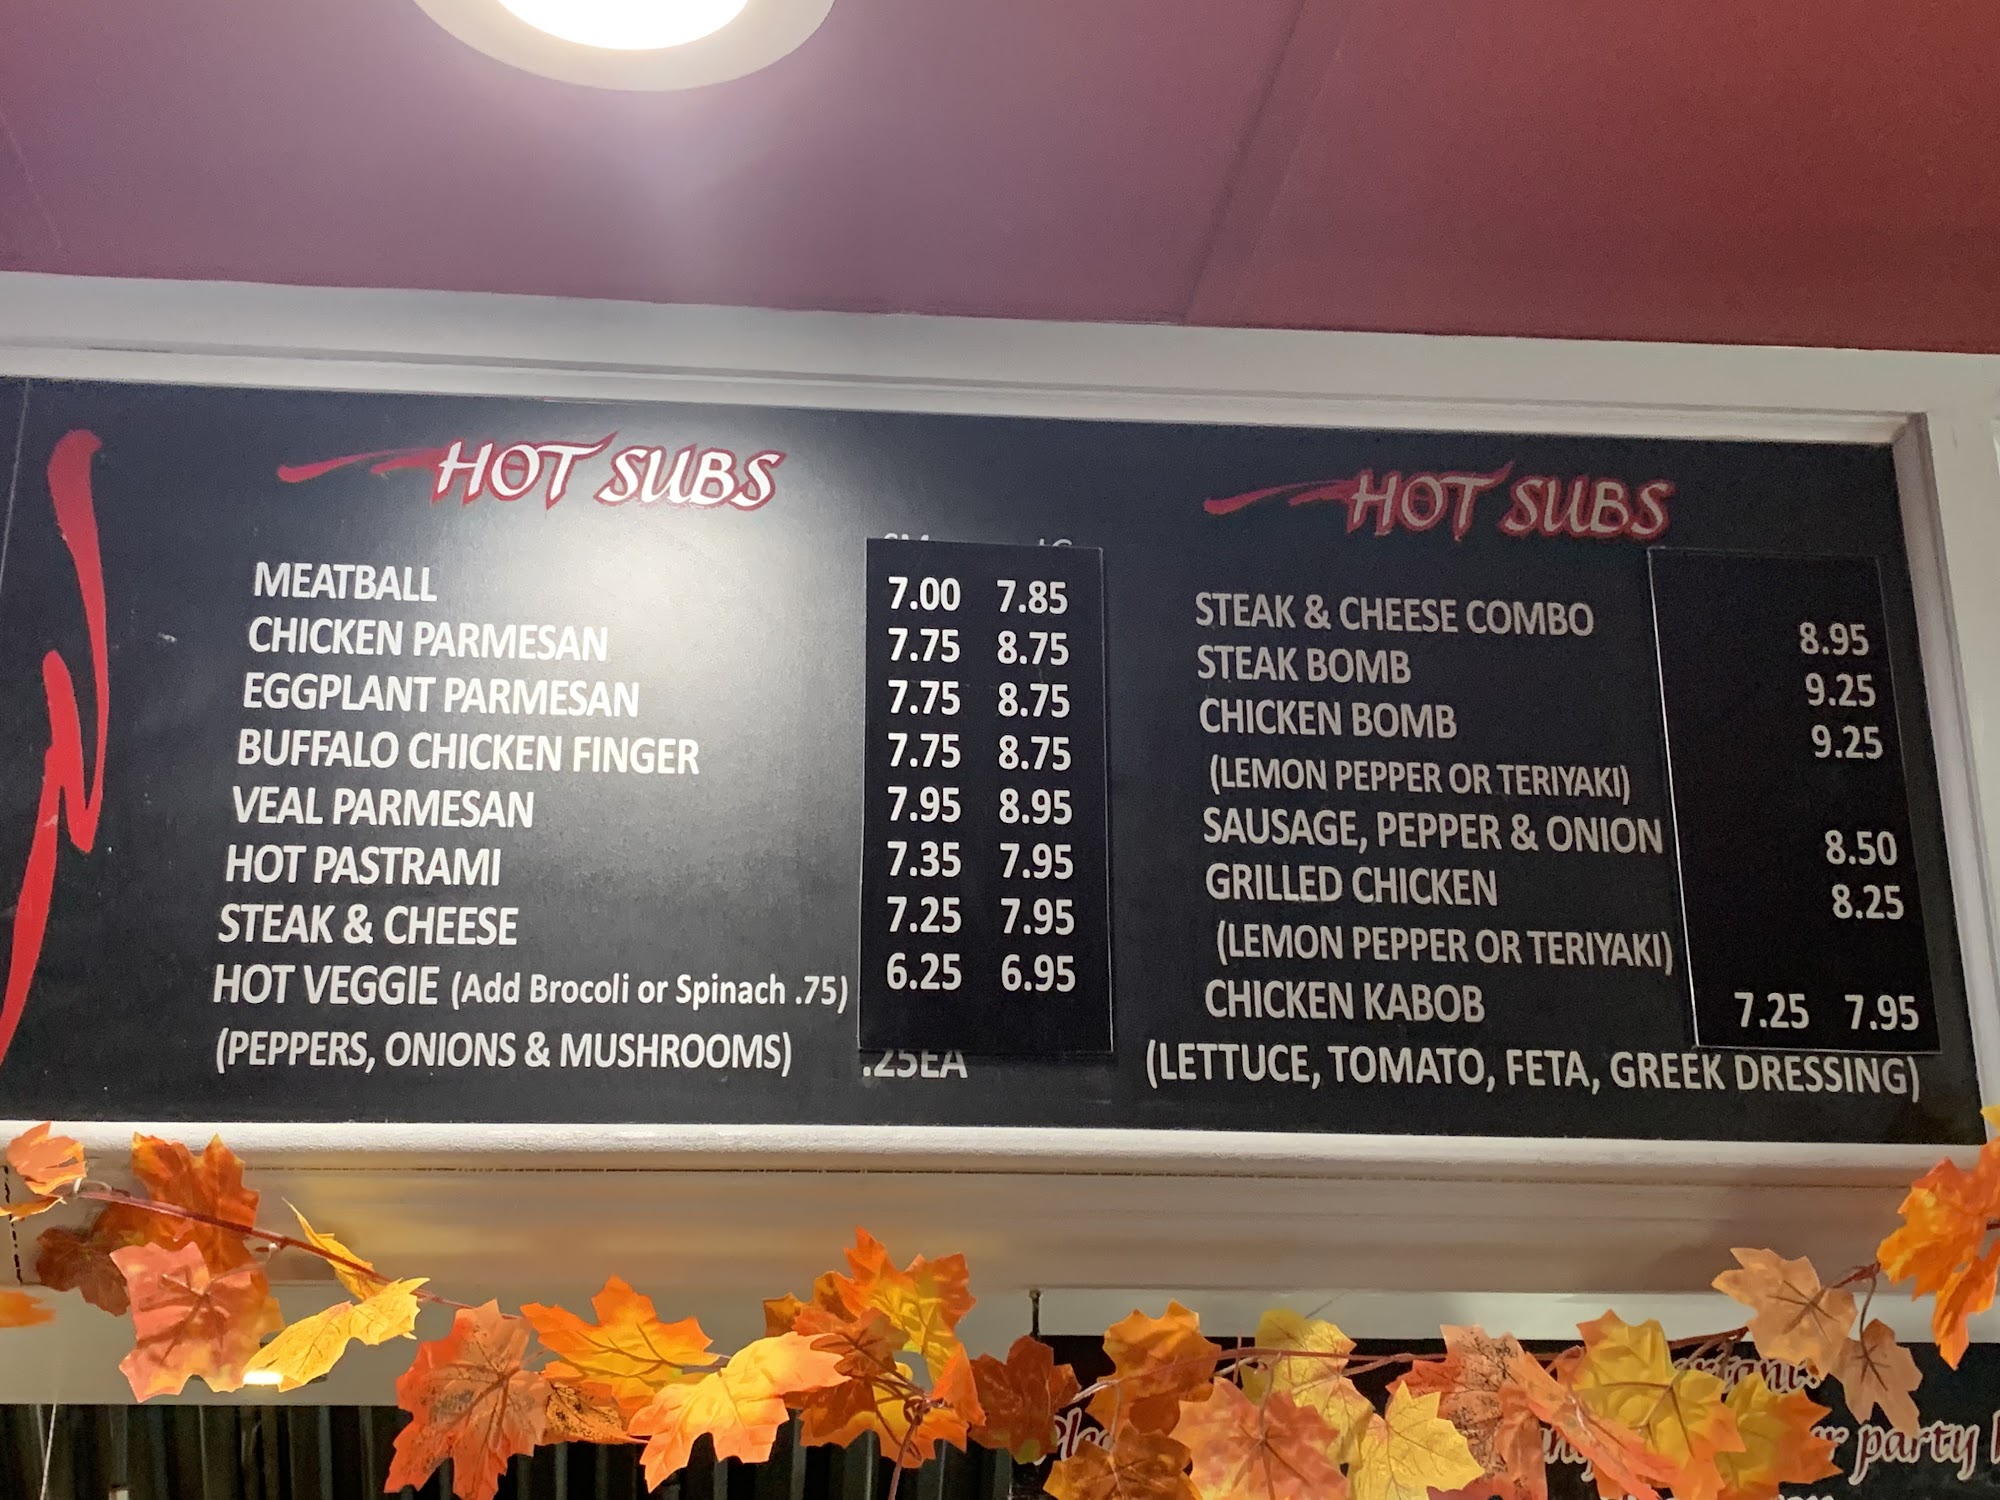 HOT SUBS
MEATBALL 7.00 7.85
CHICKEN PARMESAN 7.75 8.75
EGGPLANT PARMESAN 7.75 8.75
BUFFALO CHICKEN FINGER 7.75 8.75
VEAL PARMESAN 7.95 8.95
HOT PASTRAMI 7.35 7.95
STEAK & CHEESE 7.25 7.95
HOT VEGGIE (Add Brocoli or Spinach .75) 6.25 6.95
(PEPPERS, ONIONS & MUSHROOMS) .25EA
HOT SUBS
STEAK & CHEESE COMBO 8.95
STEAK BOMB 9.25
CHICKEN BOMB 9.25
(LEMON PEPPER OR TERIYAKI)
SAUSAGE, PEPPER & ONION 8.50
GRILLED CHICKEN 8.25
(LEMON PEPPER OR TERIYAKI)
CHICKEN KABOB 7.25 7.95
(LETTUCE, TOMATO, FETA, GREEK DRESSING)
party